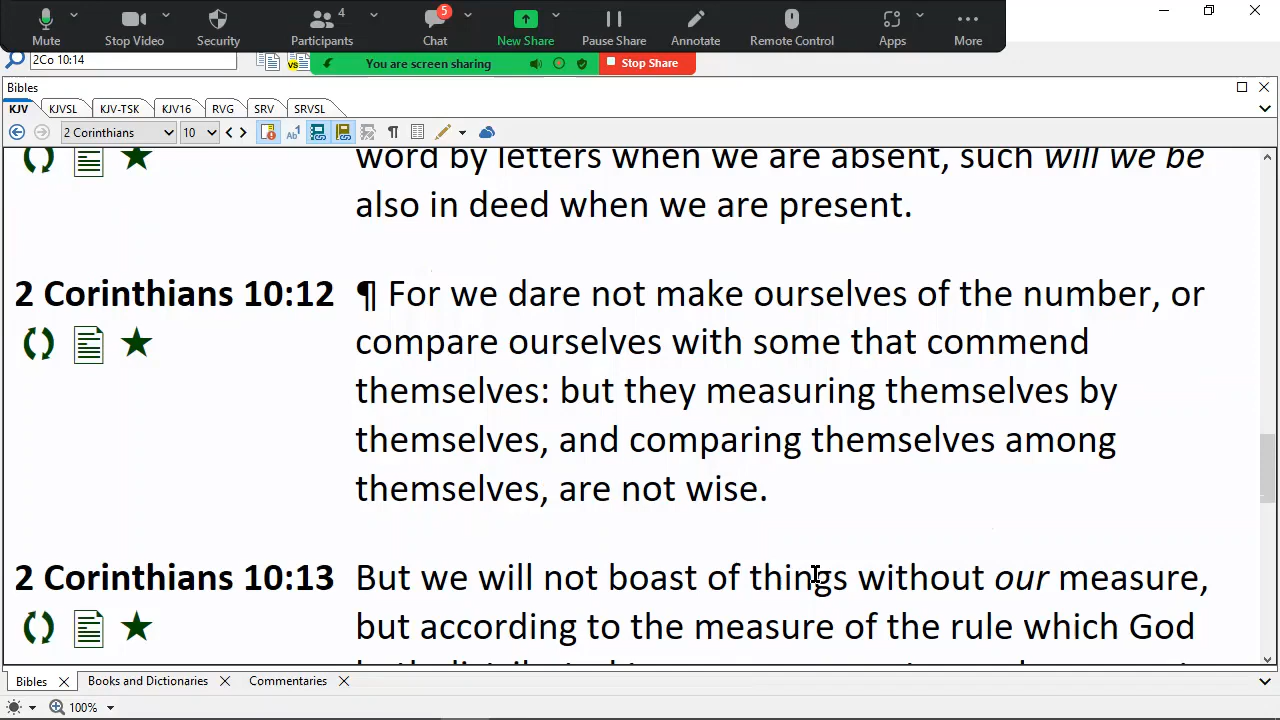 4
5
Mute
Stop Video
Security
Participants
Chat
New Share
Pause Share
Annotate
Remote Control
Apps
More
2Co 10:14
VS
You are screen sharing
Stop Share
Bibles
KJV KJVSL KJV-TSK KJV16 RVG SRV SRVSL
2 Corinthians 10
word by letters when we are absent, such will we be
also in deed when we are present.
2 Corinthians 10:12 ¶ For we dare not make ourselves of the number, or
compare ourselves with some that commend
themselves: but they measuring themselves by
themselves, and comparing themselves among
themselves, are not wise.
2 Corinthians 10:13 But we will not boast of things without our measure,
but according to the measure of the rule which God
Bibles Books and Dictionaries Commentaries
100%